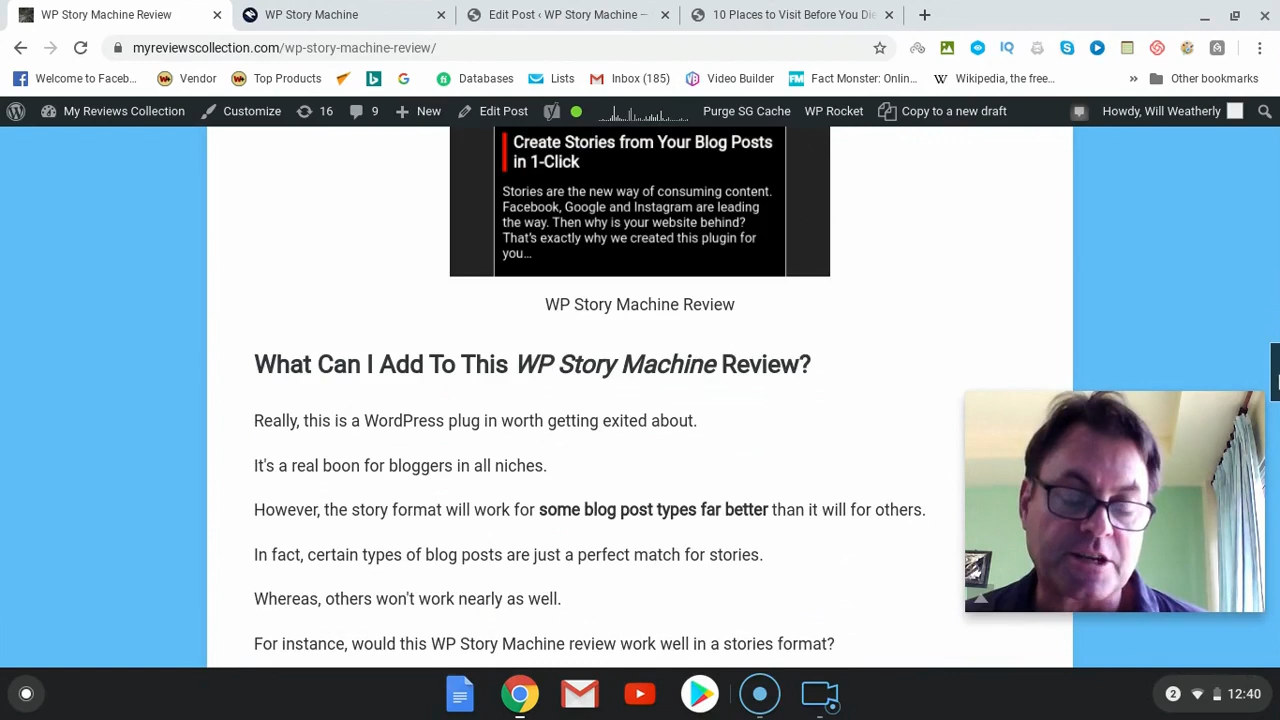 WP Story Machine Review
WP Story Machine
Edit Post ‹ WP Story Machine —
10 Places to Visit Before You Die
myreviewscollection.com/wp-story-machine-review/
IQ
Welcome to Faceb...
Vendor
Top Products
Databases
Lists
Inbox (185)
Video Builder
Fact Monster: Onlin...
Wikipedia, the free...
Other bookmarks
My Reviews Collection
Customize
16
9
New
Edit Post
Purge SG Cache
WP Rocket
Copy to a new draft
Howdy, Will Weatherly
Create Stories from Your Blog Posts
in 1-Click
Stories are the new way of consuming content.
Facebook, Google and Instagram are leading
the way. Then why is your website behind?
That's exactly why we created this plugin for
you...
WP Story Machine Review
What Can I Add To This WP Story Machine Review?
Really, this is a WordPress plug in worth getting exited about.
It's a real boon for bloggers in all niches.
However, the story format will work for some blog post types far better than it will for others.
In fact, certain types of blog posts are just a perfect match for stories.
Whereas, others won't work nearly as well.
For instance, would this WP Story Machine review work well in a stories format?
2
12:40